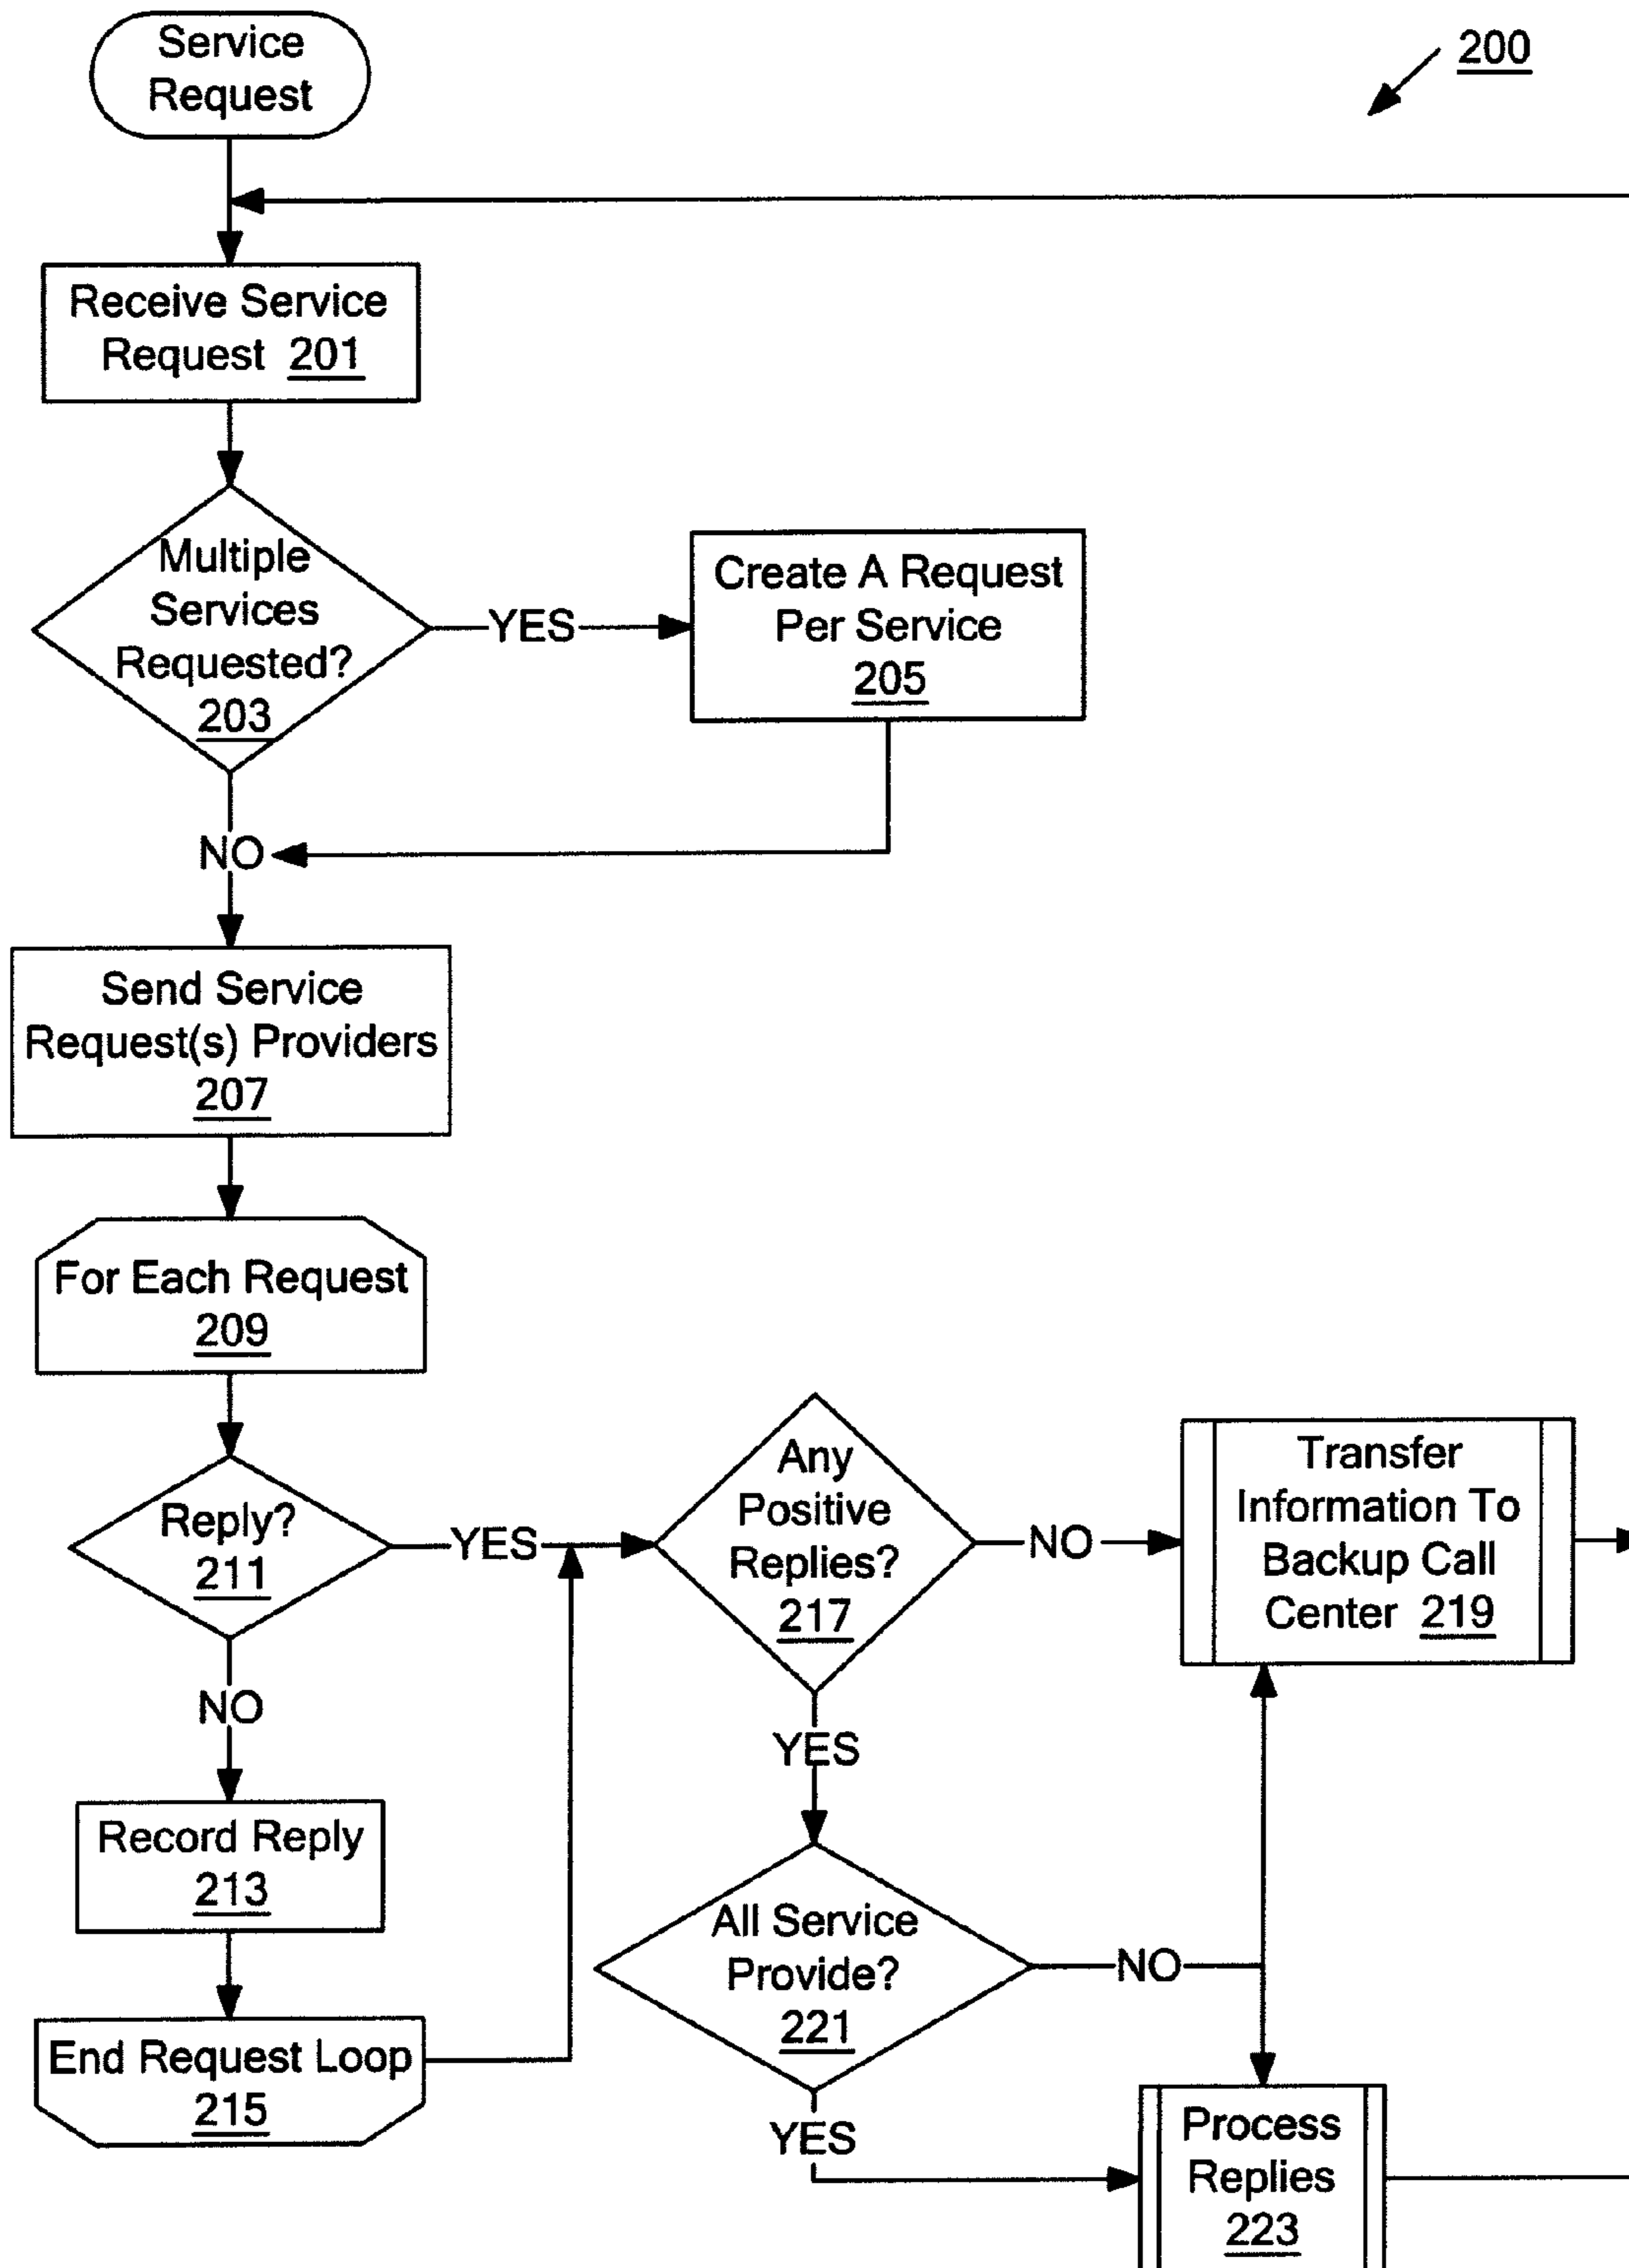 Service
Request
200
Receive Service
Request 201
Multiple
Services
Requested?
203
YES
Create A Request
Per Service
205
NO
Send Service
Request(s) Providers
207
For Each Request
209
Reply?
211
YES
NO
Record Reply
213
End Request Loop
215
Any
Positive
Replies?
217
NO
Transfer
Information To
Backup Call
Center 219
YES
All Service
Provide?
221
NO
YES
Process
Replies
223